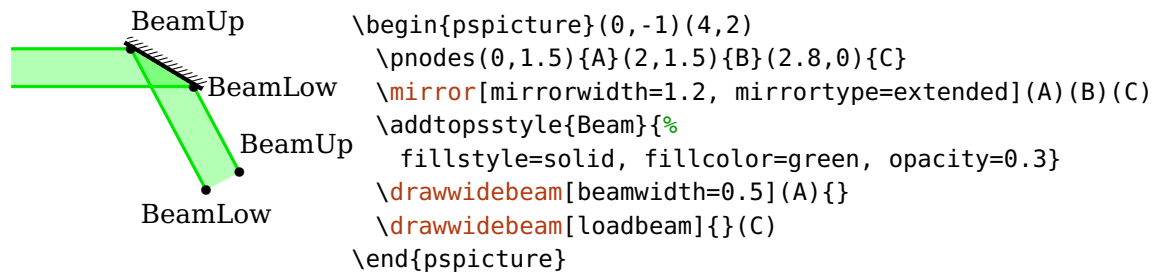 BeamUp
BeamLow
BeamUp
BeamLow
\begin{pspicture}(0,-1)(4,2)
\pnodes(0,1.5){A}(2,1.5){B}(2.8,0){C}
\mirror[mirrorwidth=1.2, mirrortype=extended](A)(B)(C)
\addtopsstyle{Beam}{%
fillstyle=solid, fillcolor=green, opacity=0.3}
\drawwidebeam[beamwidth=0.5](A){}
\drawwidebeam[loadbeam]{}(C)
\end{pspicture}